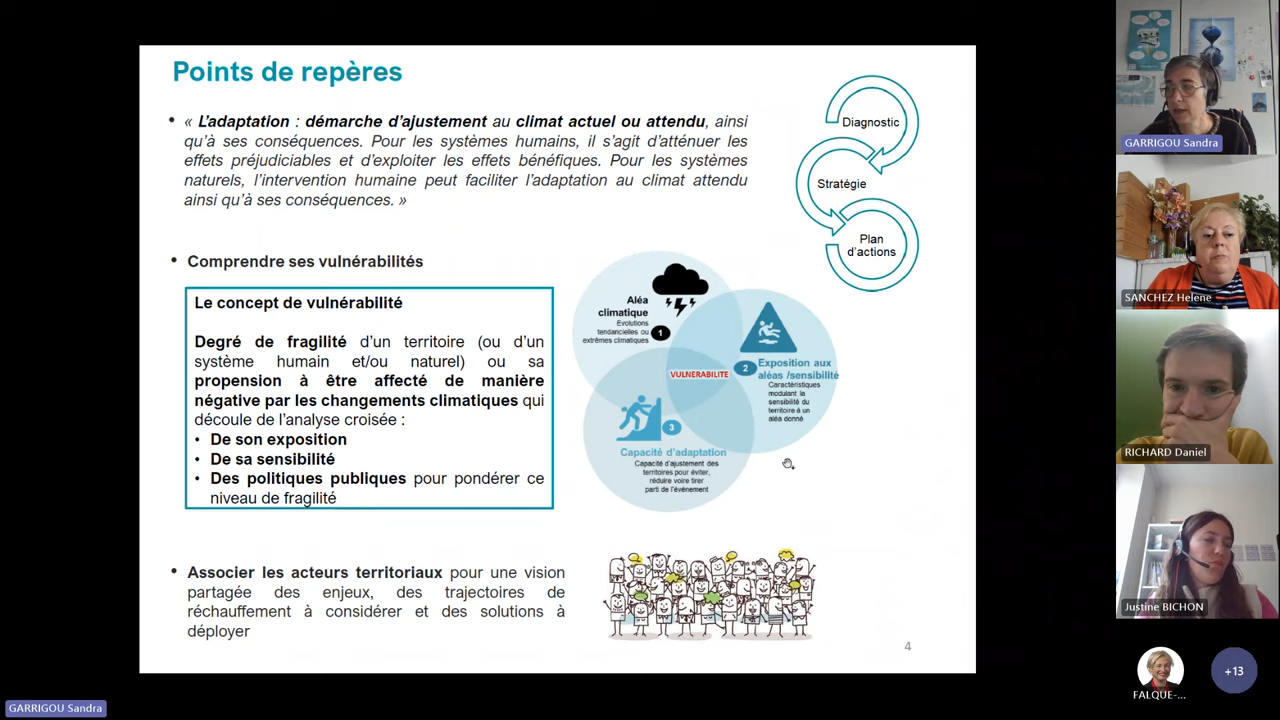 Points de repères
• « L'adaptation : démarche d'ajustement au climat actuel ou attendu, ainsi
qu'à ses conséquences. Pour les systèmes humains, il s'agit d'atténuer les
effets préjudiciables et d'exploiter les effets bénéfiques. Pour les systèmes
naturels, l'intervention humaine peut faciliter l'adaptation au climat attendu
ainsi qu'à ses conséquences. »
Diagnostic
Stratégie
Plan
d'actions
• Comprendre ses vulnérabilités
Le concept de vulnérabilité
Degré de fragilité d'un territoire (ou d'un
système humain et/ou naturel) ou sa
propension à être affecté de manière
négative par les changements climatiques qui
découle de l'analyse croisée :
• De son exposition
• De sa sensibilité
• Des politiques publiques pour pondérer ce
niveau de fragilité
Aléa
climatique
Evolutions
tendancielles ou
extrêmes climatiques
1
VULNERABILITE
2
Exposition aux
aléas /sensibilité
Caractéristiques
modulant la
sensibilité du
territoire à un
aléa donné
3
Capacité d'adaptation
Capacité d'ajustement des
territoires pour éviter,
réduire voire tirer
parti de l'événement
• Associer les acteurs territoriaux pour une vision
partagée des enjeux, des trajectoires de
réchauffement à considérer et des solutions à
déployer
4
GARRIGOU Sandra
SANCHEZ Helene
RICHARD Daniel
Justine BICHON
FALQUE-...
+13
GARRIGOU Sandra